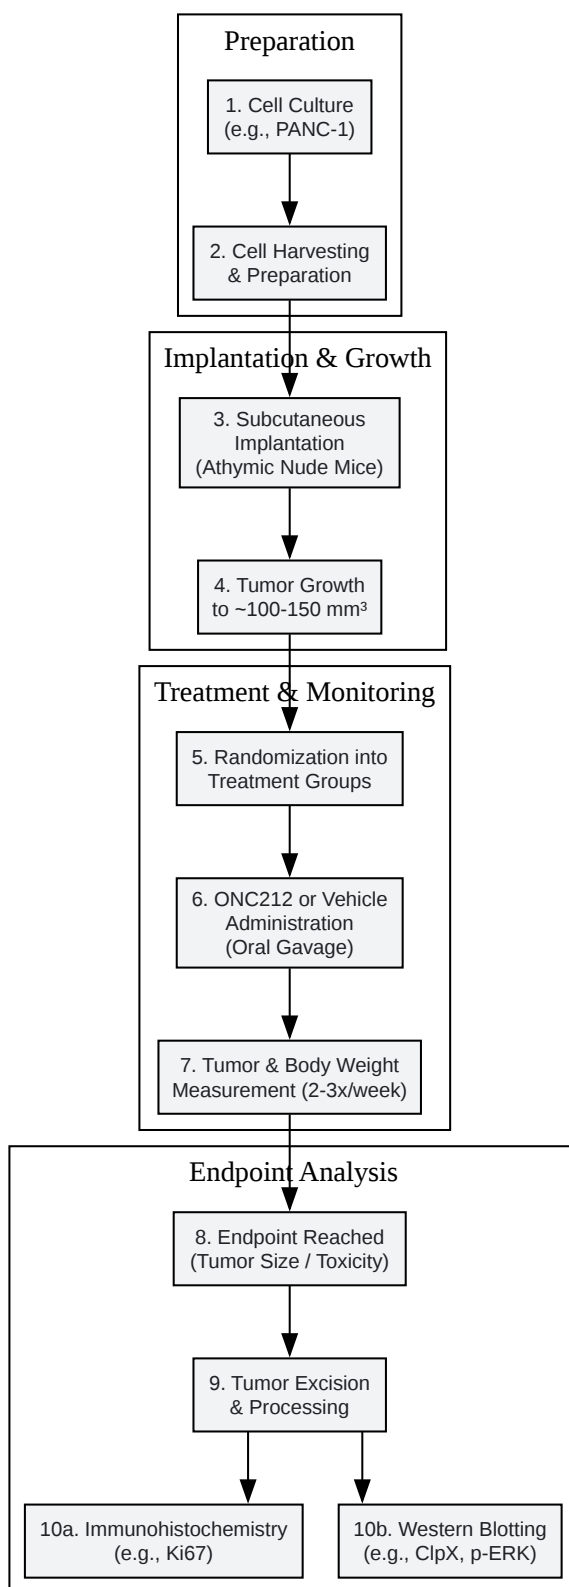 Preparation
1. Cell Culture
(e.g., PANC-1)
2. Cell Harvesting
& Preparation
Implantation & Growth
3. Subcutaneous
Implantation
(Athymic Nude Mice)
4. Tumor Growth
to ~100-150 mm³
Treatment & Monitoring
5. Randomization into
Treatment Groups
6. ONC212 or Vehicle
Administration
(Oral Gavage)
7. Tumor & Body Weight
Measurement (2-3x/week)
Endpoint Analysis
8. Endpoint Reached
(Tumor Size / Toxicity)
9. Tumor Excision
& Processing
10a. Immunohistochemistry
(e.g., Ki67)
10b. Western Blotting
(e.g., ClpX, p-ERK)